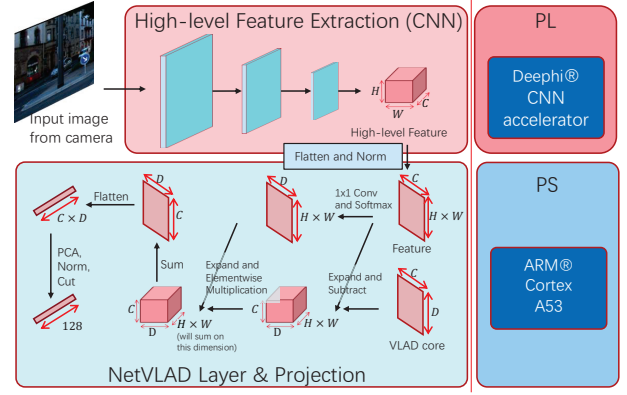 High-level Feature Extraction (CNN)
PL
Input image
from camera
H
W
C
High-level Feature
Deephi®
CNN
accelerator
Flatten and Norm
PS
D
C
Flatten
C × D
D
H × W
1x1 Conv
and Softmax
C
H × W
Feature
PCA,
Norm,
Cut
Sum
Expand and
Elementwise
Multiplication
Expand and
Subtract
C
D
VLAD core
128
C
D
H × W
(will sum on
this dimension)
C
D
H × W
ARM®
Cortex
A53
NetVLAD Layer & Projection